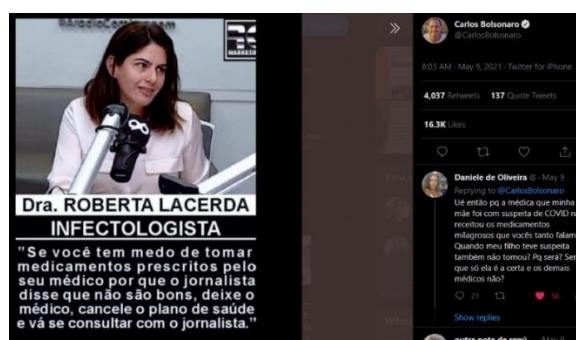 Dra. ROBERTA LACERDA
INFECTOLOGISTA
"Se você tem medo de tomar
medicamentos prescritos pelo
seu médico por que o jornalista
disse que não são bons, deixe o
médico, cancele o plano de saúde
e vá se consultar com o jornalista."
Carlos Bolsonaro
@CarlosBolsonaro
8:03 AM · May 9, 2021 · Twitter for iPhone
4,037 Retweets 137 Quote Tweets
16.3K Likes
Daniele de Oliveira · May 9
Replying to @CarlosBolsonaro
Ué então pq a médica que minha
mãe foi com suspeita de COVID
receitou os medicamentos
milagrosos que vocês tanto falam
Quando meu filho teve suspeita
também não tomou? Pq será?
que só ela é a certa e os demais
médicos não?
21
Show replies